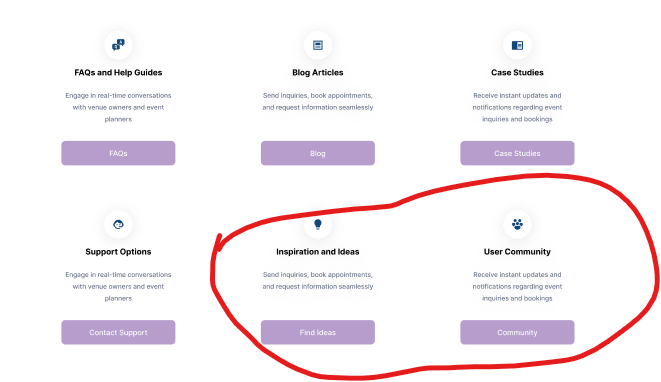 FAQs and Help Guides
Engage in real-time conversations
with venue owners and event
planners
FAQs
Blog Articles
Send inquiries, book appointments,
and request information seamlessly
Blog
Case Studies
Receive instant updates and
notifications regarding event
inquiries and bookings
Case Studies
Support Options
Engage in real-time conversations
with venue owners and event
planners
Contact Support
Inspiration and Ideas
Send inquiries, book appointments,
and request information seamlessly
Find Ideas
User Community
Receive instant updates and
notifications regarding event
inquiries and bookings
Community